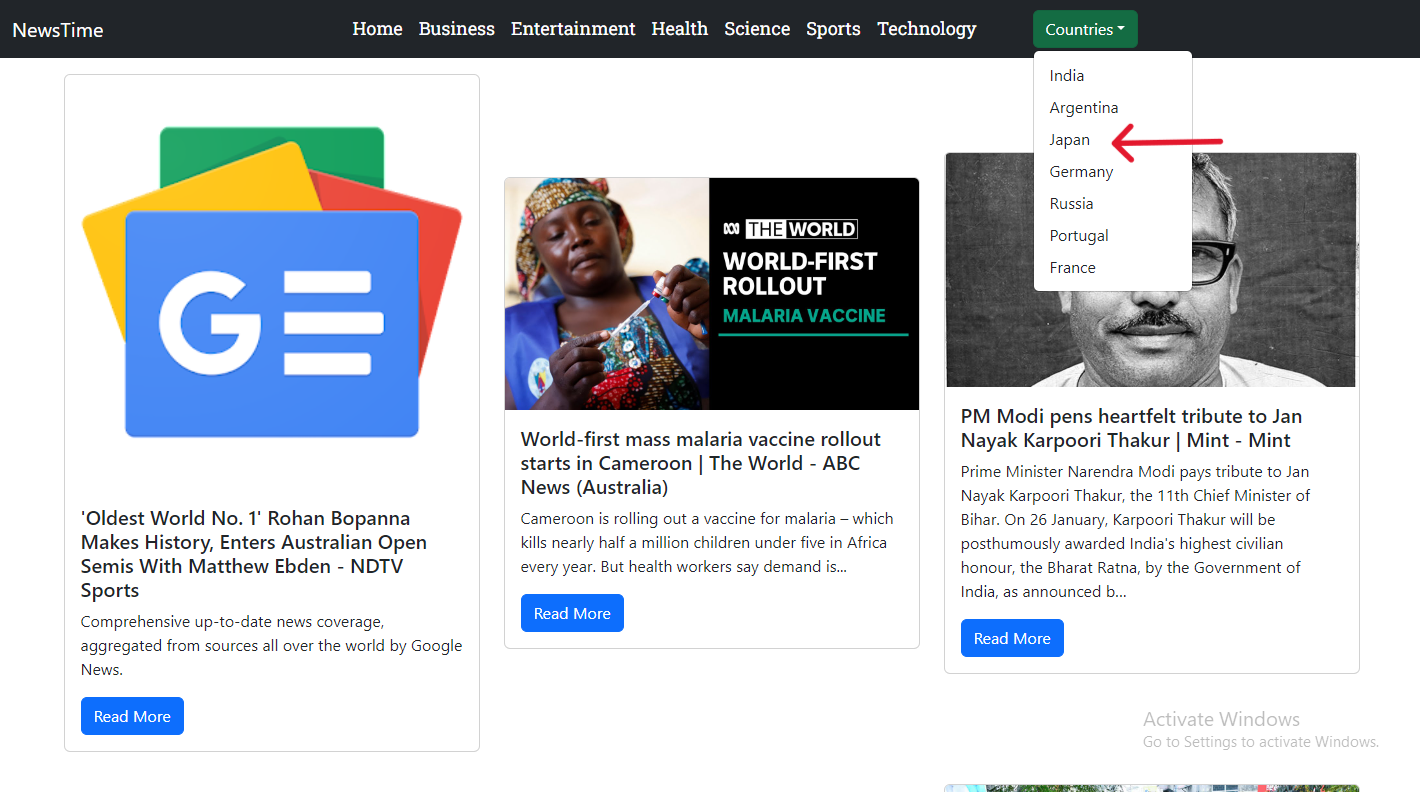 NewsTime
Home Business Entertainment Health Science Sports Technology
Countries
India
Argentina
Japan
Germany
Russia
Portugal
France
GE
'Oldest World No. 1' Rohan Bopanna
Makes History, Enters Australian Open
Semis With Matthew Ebden - NDTV
Sports
Comprehensive up-to-date news coverage,
aggregated from sources all over the world by Google
News.
Read More
THE WORLD
WORLD-FIRST
ROLLOUT
MALARIA VACCINE
World-first mass malaria vaccine rollout
starts in Cameroon | The World - ABC
News (Australia)
Cameroon is rolling out a vaccine for malaria – which
kills nearly half a million children under five in Africa
every year. But health workers say demand is...
Read More
PM Modi pens heartfelt tribute to Jan
Nayak Karpoori Thakur | Mint - Mint
Prime Minister Narendra Modi pays tribute to Jan
Nayak Karpoori Thakur, the 11th Chief Minister of
Bihar. On 26 January, Karpoori Thakur will be
posthumously awarded India's highest civilian
honour, the Bharat Ratna, by the Government of
India, as announced b...
Read More
Activate Windows
Go to Settings to activate Windows.